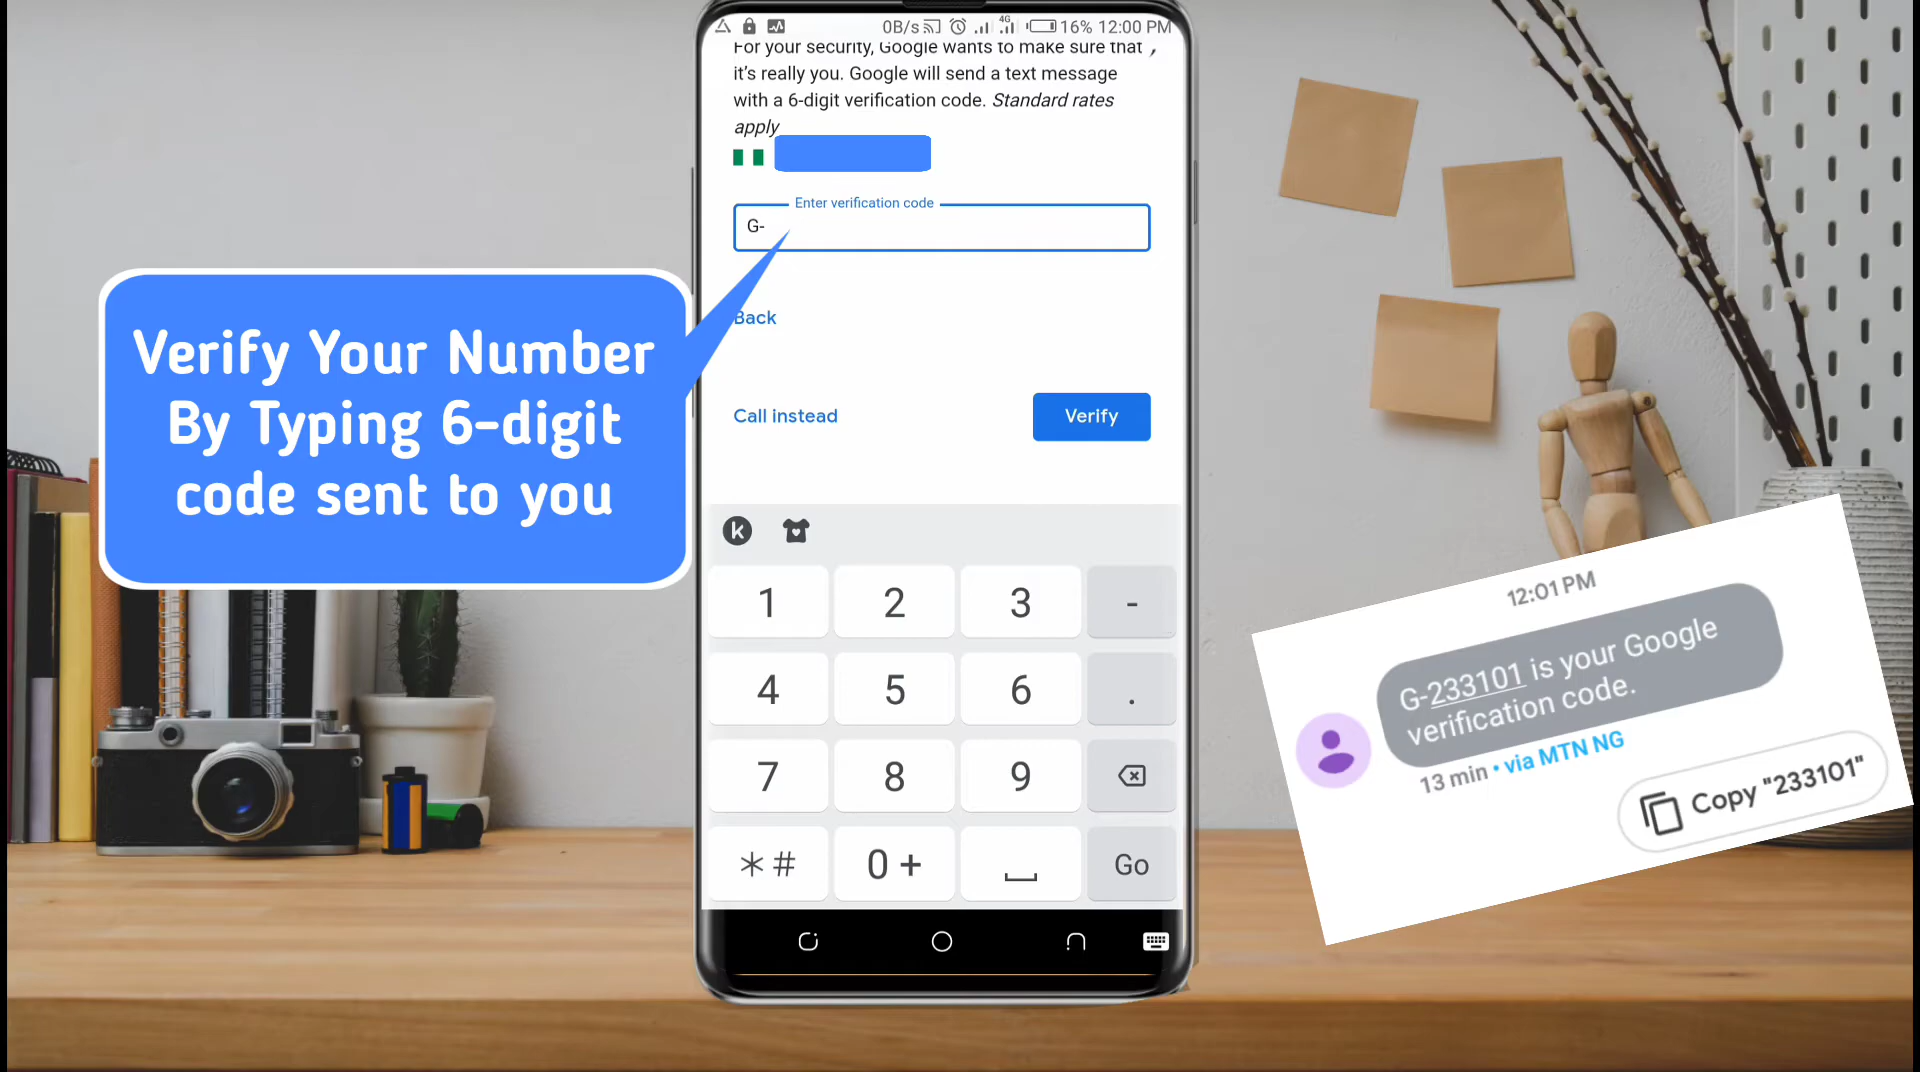 0B/s 4G 16% 12:00 PM
For your security, Google wants to make sure that
it's really you. Google will send a text message
with a 6-digit verification code. Standard rates
apply
Enter verification code
G-
Back
Call instead
Verify
Verify Your Number
By Typing 6-digit
code sent to you
k
1 2 3 -
4 5 6 .
7 8 9
*# 0 + Go
12:01 PM
G-233101 is your Google
verification code.
13 min • via MTN NG
Copy "233101"